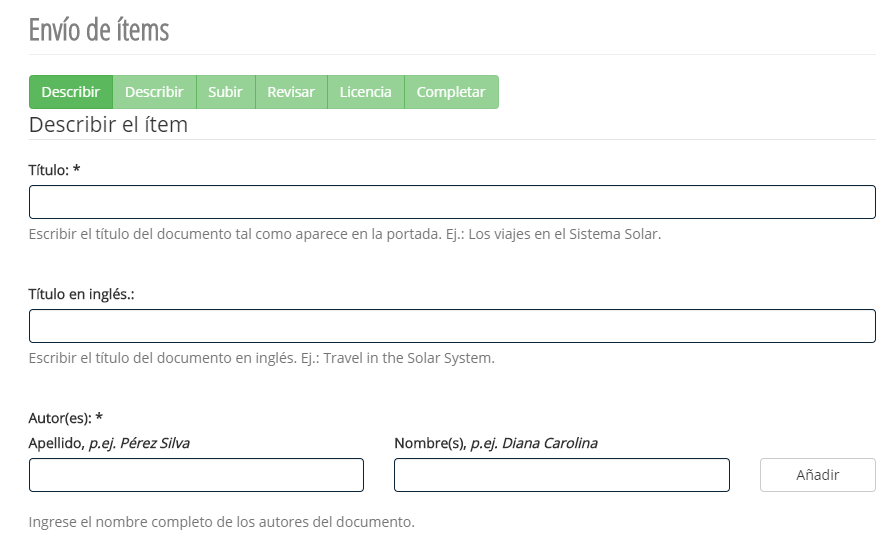 Envío de ítems
Describir Describir Subir Revisar Licencia Completar
Describir el ítem
Título: *
Escribir el título del documento tal como aparece en la portada. Ej.: Los viajes en el Sistema Solar.
Título en inglés.:
Escribir el título del documento en inglés. Ej.: Travel in the Solar System.
Autor(es): *
Apellido, p.ej. Pérez Silva Nombre(s), p.ej. Diana Carolina
Añadir
Ingrese el nombre completo de los autores del documento.